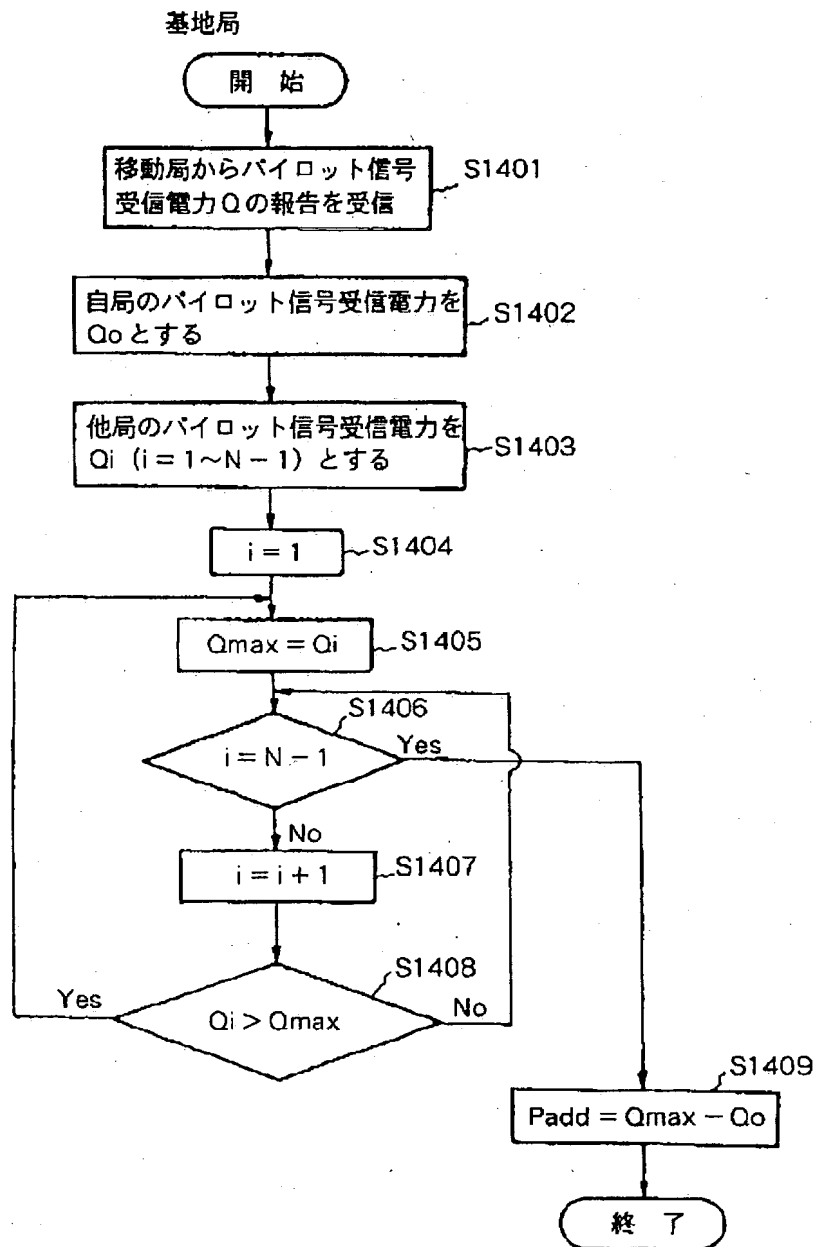 基地局
開 始
移動局からパイロット信号
受信電力Qの報告を受信
S1401
自局のパイロット信号受信電力を
Qoとする
S1402
他局のパイロット信号受信電力を
Qi (i=1~N-1) とする
S1403
i=1
S1404
Qmax=Qi
S1405
S1406
i=N-1
Yes
No
i=i+1
S1407
S1408
Qi>Qmax
Yes
No
S1409
Padd=Qmax-Qo
終 了